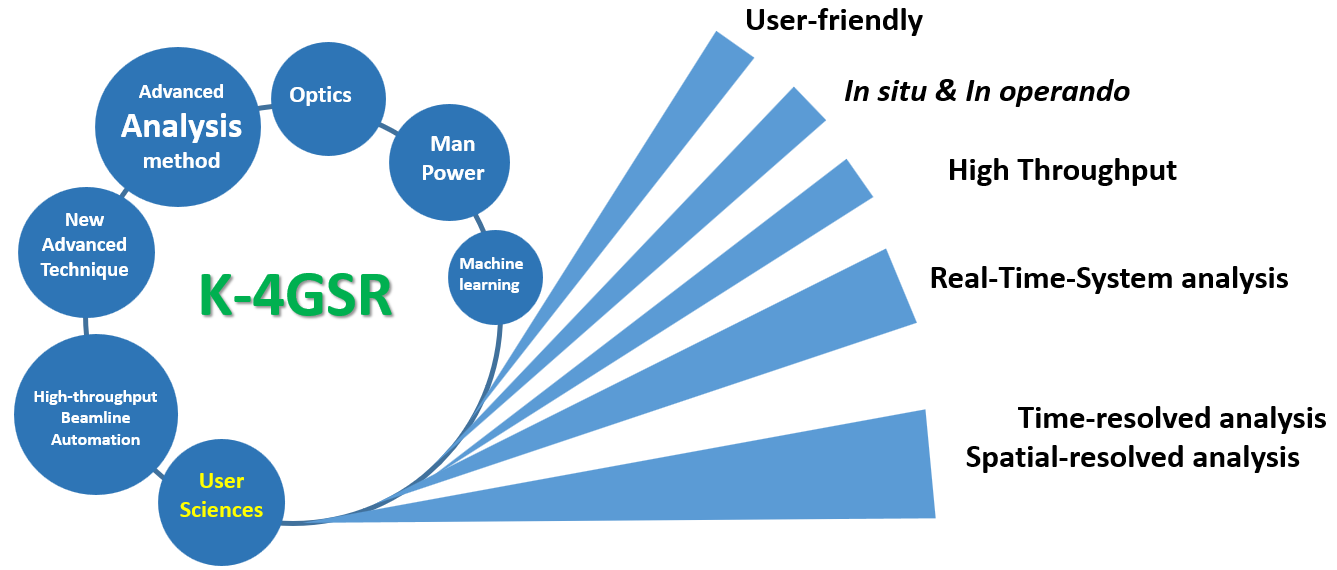 Advanced
Analysis
method
Optics
Man
Power
New
Advanced
Technique
Machine
learning
K-4GSR
High-throughput
Beamline
Automation
User
Sciences
User-friendly
In situ & In operando
High Throughput
Real-Time-System analysis
Time-resolved analysis
Spatial-resolved analysis